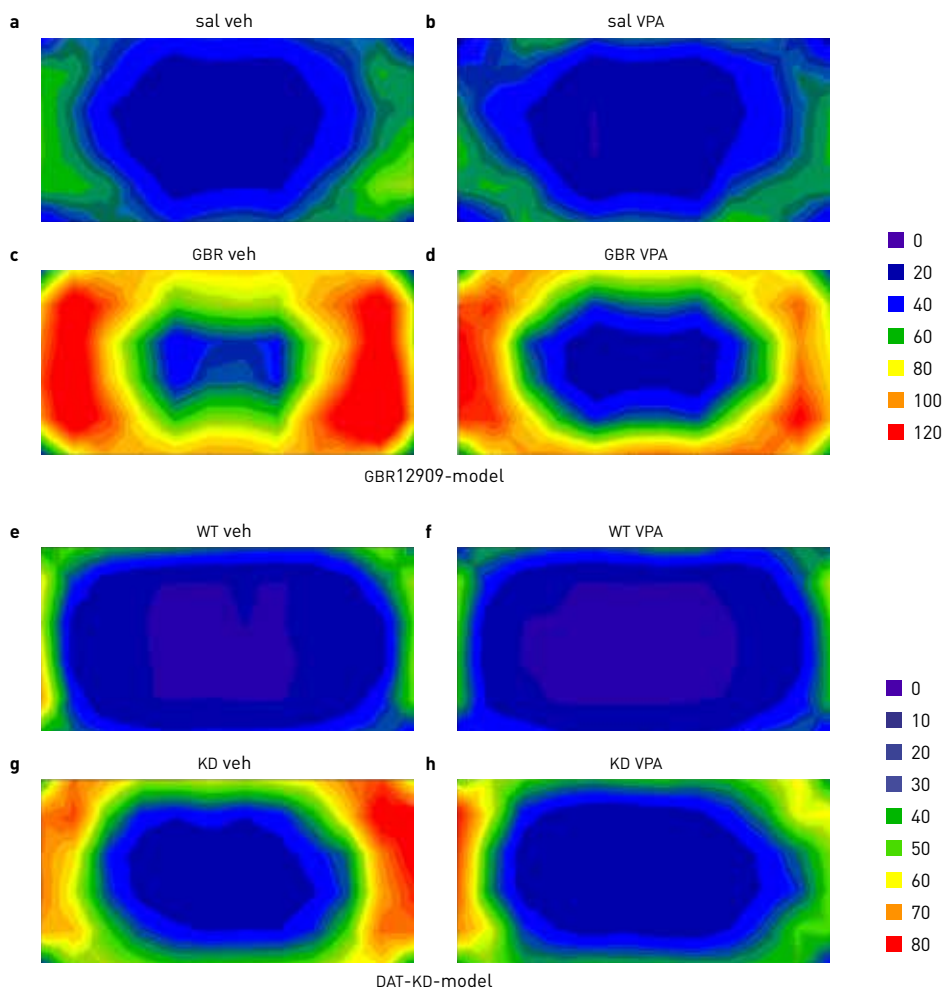 a sal veh
b sal VPA
c GBR veh
d GBR VPA
0
20
40
60
80
100
120
GBR12909-model
e WT veh
f WT VPA
g KD veh
h KD VPA
0
10
20
30
40
50
60
70
80
DAT-KD-model